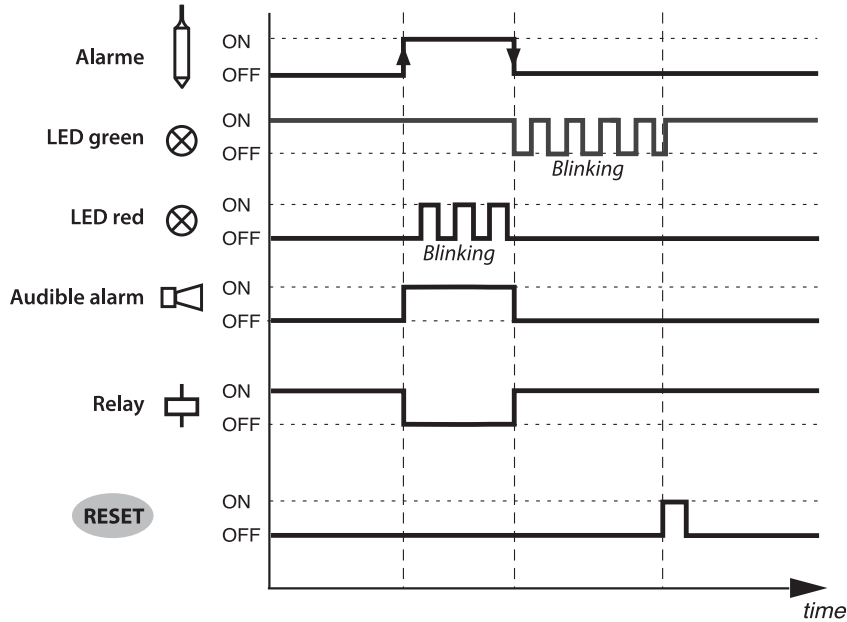 Alarme
ON
OFF
LED green
ON
OFF
Blinking
LED red
ON
OFF
Blinking
Audible alarm
ON
OFF
Relay
ON
OFF
RESET
ON
OFF
time